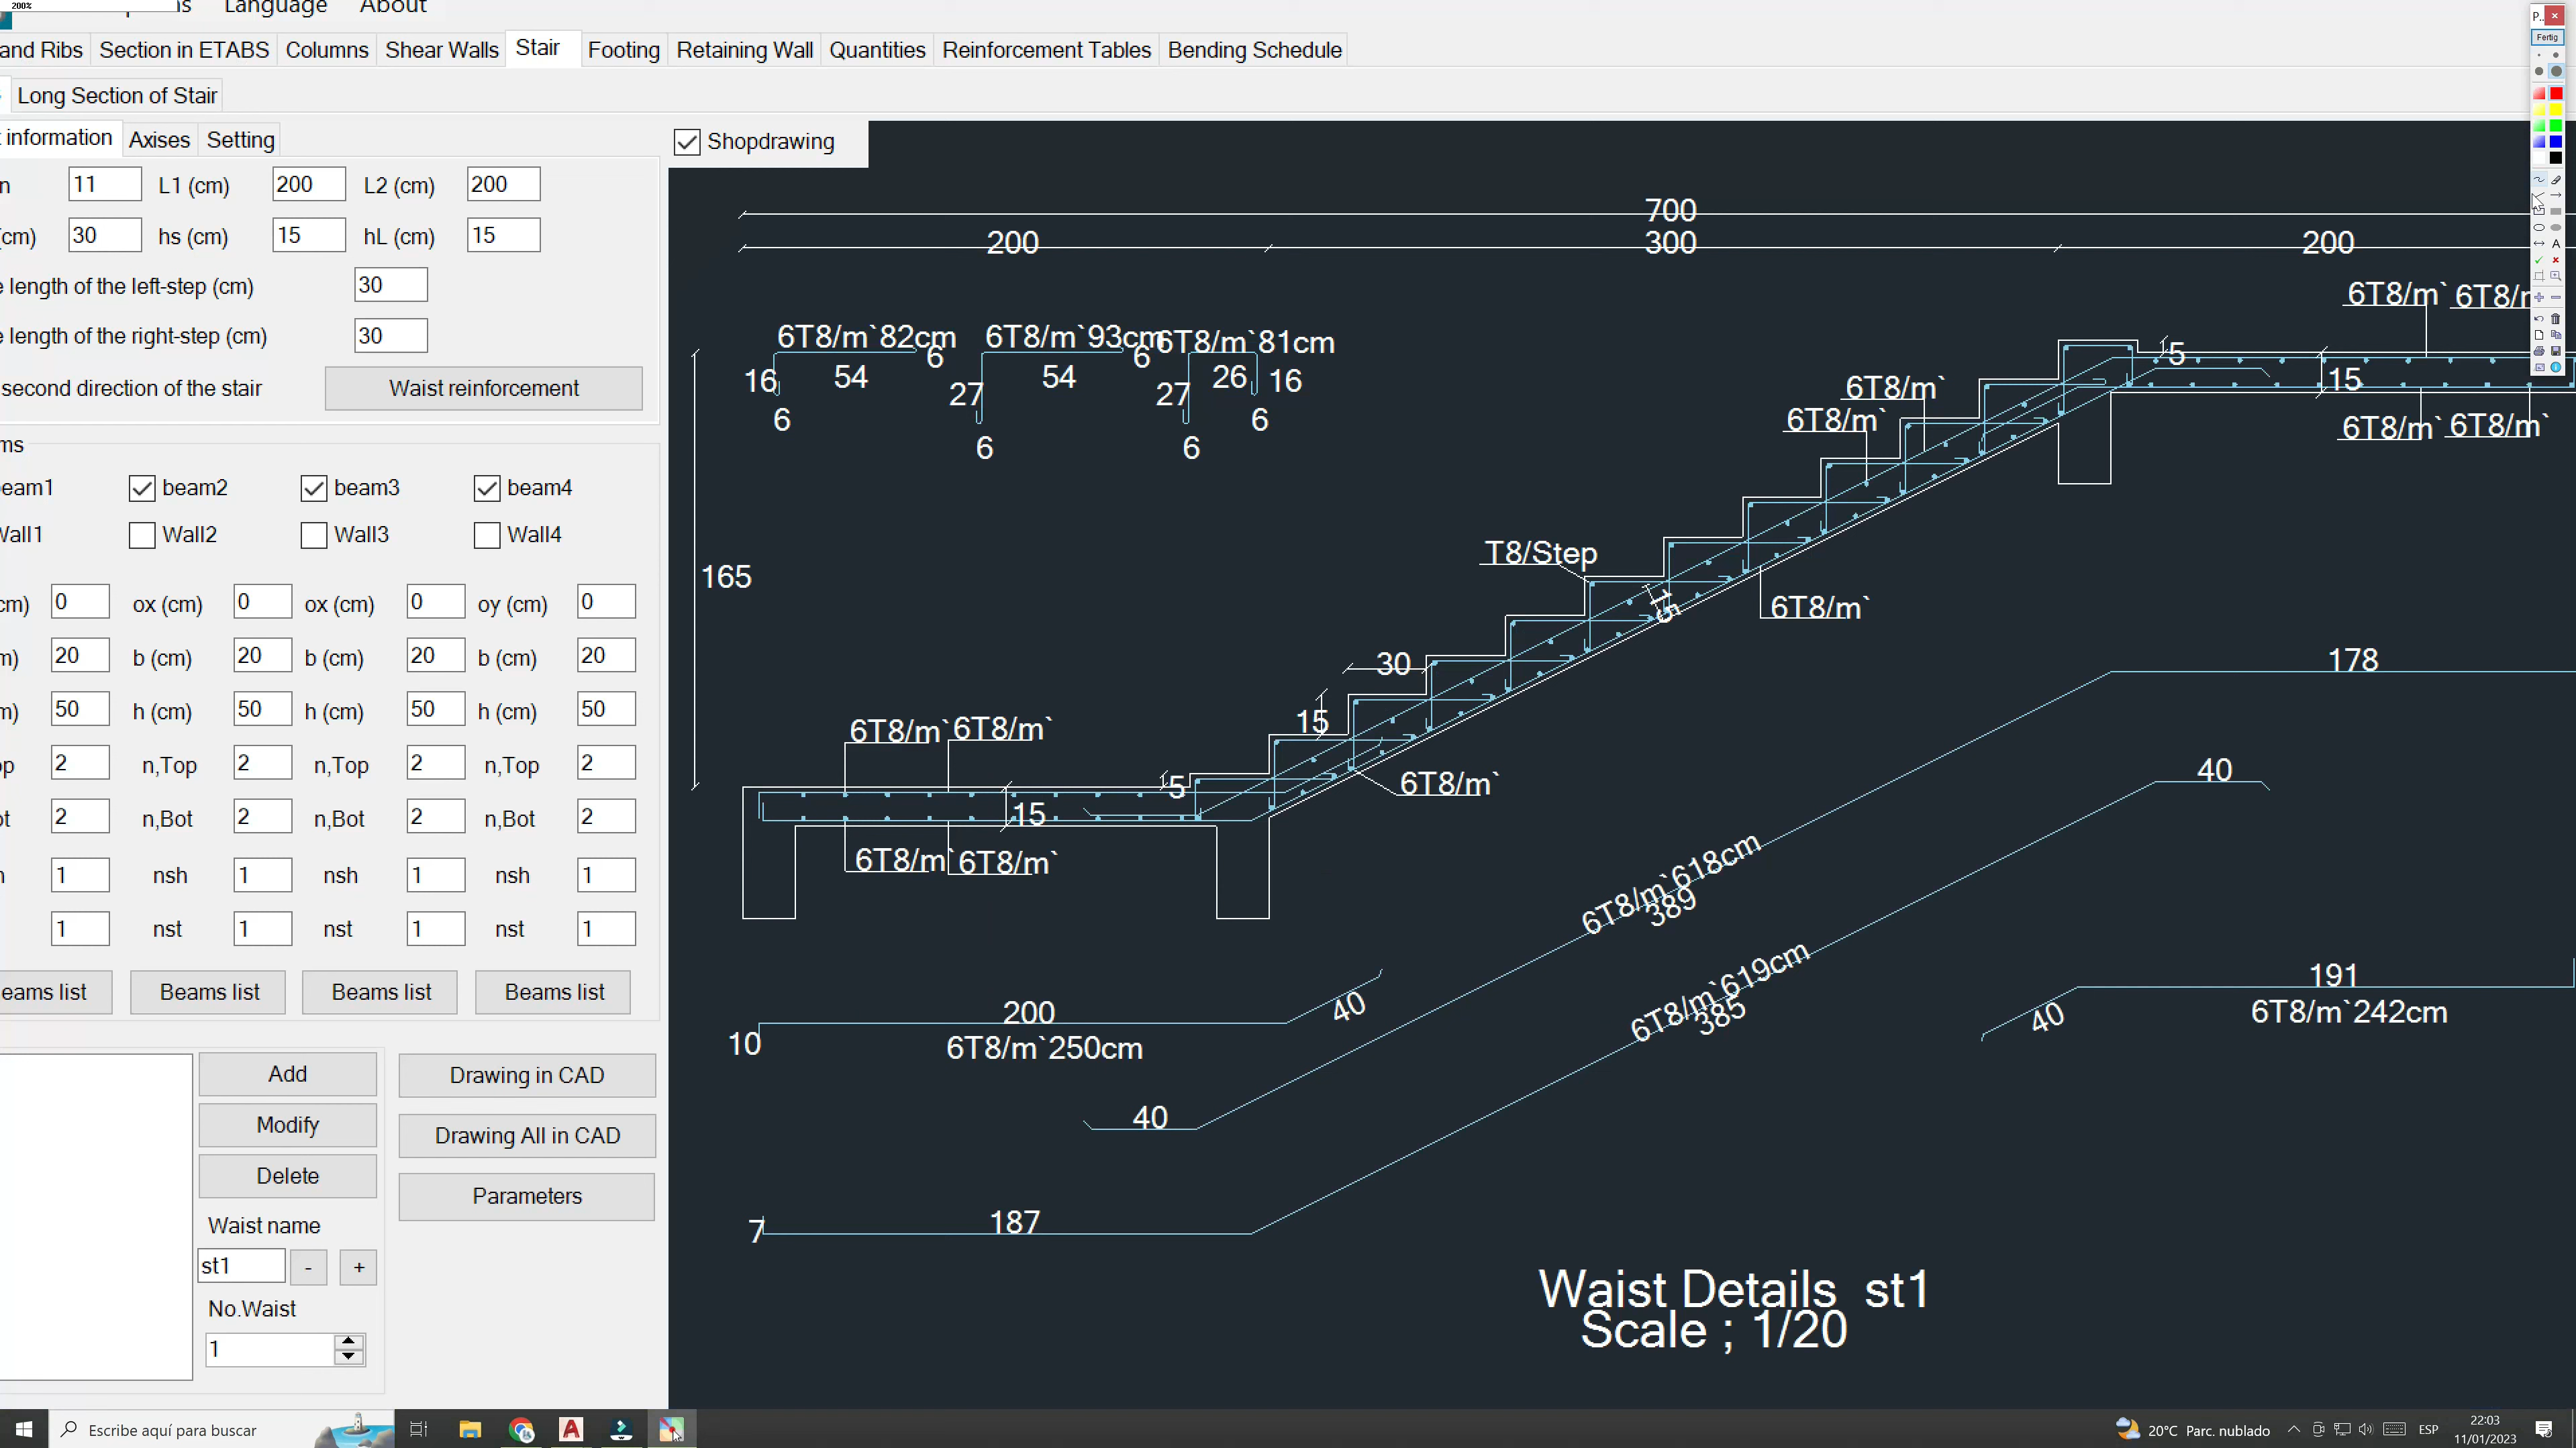 200%
Language About
and Ribs Section in ETABS Columns Shear Walls Stair Footing Retaining Wall Quantities Reinforcement Tables Bending Schedule
Long Section of Stair
information Axises Setting
Shopdrawing
n 11 L1 (cm) 200 L2 (cm) 200
cm) 30 hs (cm) 15 hL (cm) 15
length of the left-step (cm) 30
length of the right-step (cm) 30
second direction of the stair Waist reinforcement
beam2 beam3 beam4
Wall2 Wall3 Wall4
cm) 0 ox (cm) 0 ox (cm) 0 oy (cm) 0
20 b (cm) 20 b (cm) 20 b (cm) 20
50 h (cm) 50 h (cm) 50 h (cm) 50
2 n,Top 2 n,Top 2 n,Top 2
2 n,Bot 2 n,Bot 2 n,Bot 2
1 nsh 1 nsh 1 nsh 1
1 nst 1 nst 1 nst 1
Beams list Beams list Beams list
Add
Modify
Delete
Waist name
st1 - +
No.Waist
1
Drawing in CAD
Drawing All in CAD
Parameters
P...
Fertig
A
700
200 300 200
6T8/m` 6T8/m
6T8/m`82cm 6T8/m`93cm 6T8/m`81cm
16 54 6 27 54 6 27 26 16
6 6 6 6
5
15
6T8/m`
6T8/m`
6T8/m` 6T8/m`
165
T8/Step
15
6T8/m`
30
15
178
6T8/m` 6T8/m`
5
15
6T8/m`
40
6T8/m` 6T8/m`
6T8/m`618cm
389
6T8/m`619cm
385
191
40
6T8/m`242cm
200
40
10
6T8/m`250cm
40
7
187
Waist Details st1
Scale ; 1/20
Escribe aquí para buscar
20°C Parc. nublado
ESP
22:03
11/01/2023